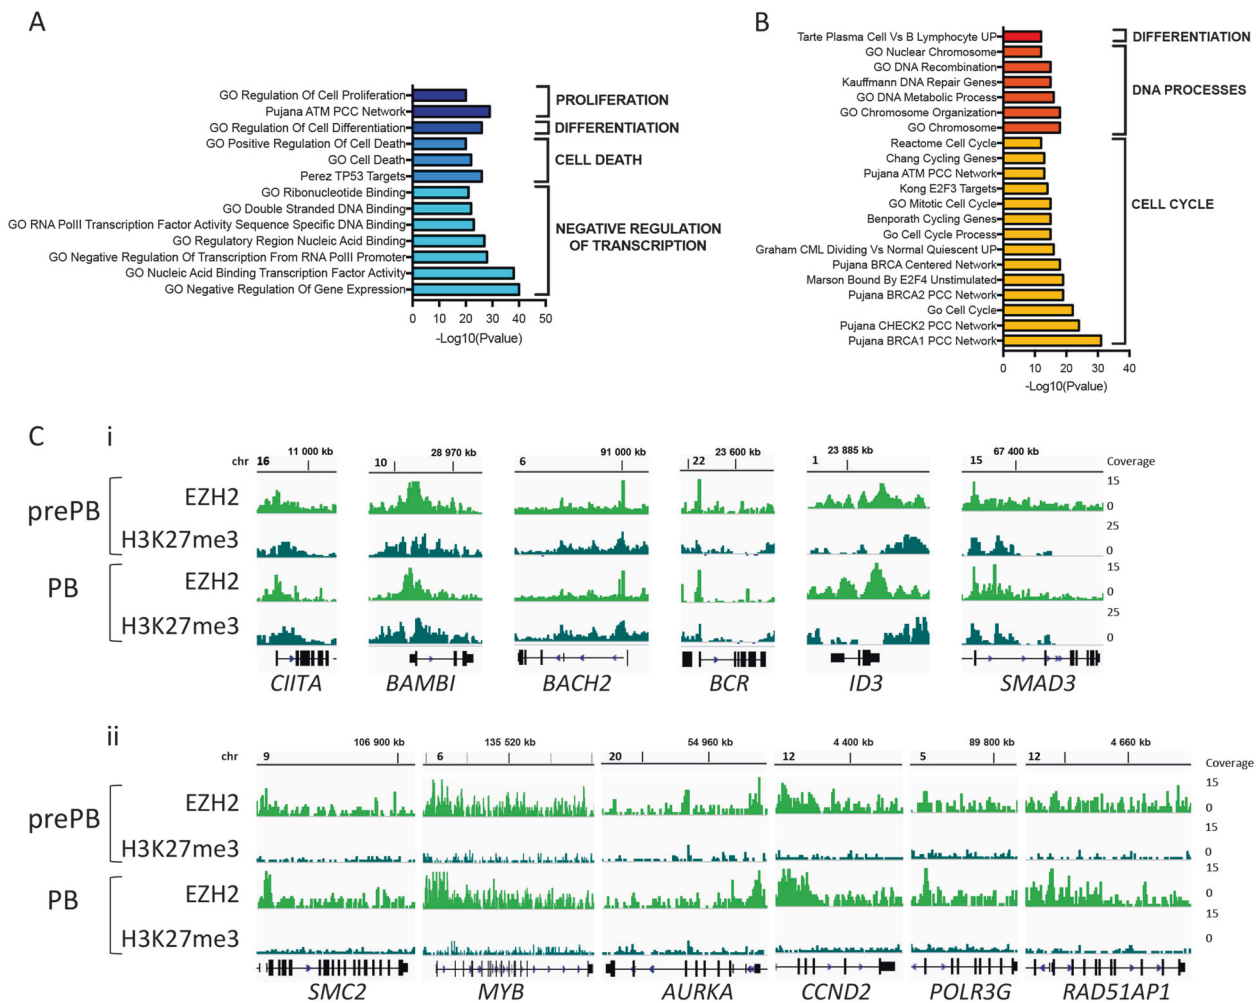 A
GO Regulation Of Cell Proliferation
Pujana ATM PCC Network
GO Regulation Of Cell Differentiation
GO Positive Regulation Of Cell Death
GO Cell Death
Perez TP53 Targets
GO Ribonucleotide Binding
GO Double Stranded DNA Binding
GO RNA PolII Transcription Factor Activity Sequence Specific DNA Binding
GO Regulatory Region Nucleic Acid Binding
GO Negative Regulation Of Transcription From RNA PolII Promoter
GO Nucleic Acid Binding Transcription Factor Activity
GO Negative Regulation Of Gene Expression
PROLIFERATION
DIFFERENTIATION
CELL DEATH
NEGATIVE REGULATION
OF TRANSCRIPTION
0 10 20 30 40 50
-Log10(Pvalue)
B
Tarte Plasma Cell Vs B Lymphocyte UP
GO Nuclear Chromosome
GO DNA Recombination
Kauffmann DNA Repair Genes
GO DNA Metabolic Process
GO Chromosome Organization
GO Chromosome
Reactome Cell Cycle
Chang Cycling Genes
Pujana ATM PCC Network
Kong E2F3 Targets
GO Mitotic Cell Cycle
Benporath Cycling Genes
Go Cell Cycle Process
Graham CML Dividing Vs Normal Quiescent UP
Pujana BRCA Centered Network
Marson Bound By E2F4 Unstimulated
Pujana BRCA2 PCC Network
Go Cell Cycle
Pujana CHECK2 PCC Network
Pujana BRCA1 PCC Network
DIFFERENTIATION
DNA PROCESSES
CELL CYCLE
0 10 20 30 40
-Log10(Pvalue)
C i
chr 16 11 000 kb 10 28 970 kb 6 91 000 kb 22 23 600 kb 1 23 885 kb 15 67 400 kb Coverage
prePB
EZH2 15
0
H3K27me3 25
0
PB
EZH2 15
0
H3K27me3 25
0
CIITA BAMBI BACH2 BCR ID3 SMAD3
ii
chr 9 106 900 kb 6 135 520 kb 20 54 960 kb 12 4 400 kb 5 89 800 kb 12 4 660 kb Coverage
prePB
EZH2 15
0
H3K27me3 15
0
PB
EZH2 15
0
H3K27me3 15
0
SMC2 MYB AURKA CCND2 POLR3G RAD51AP1